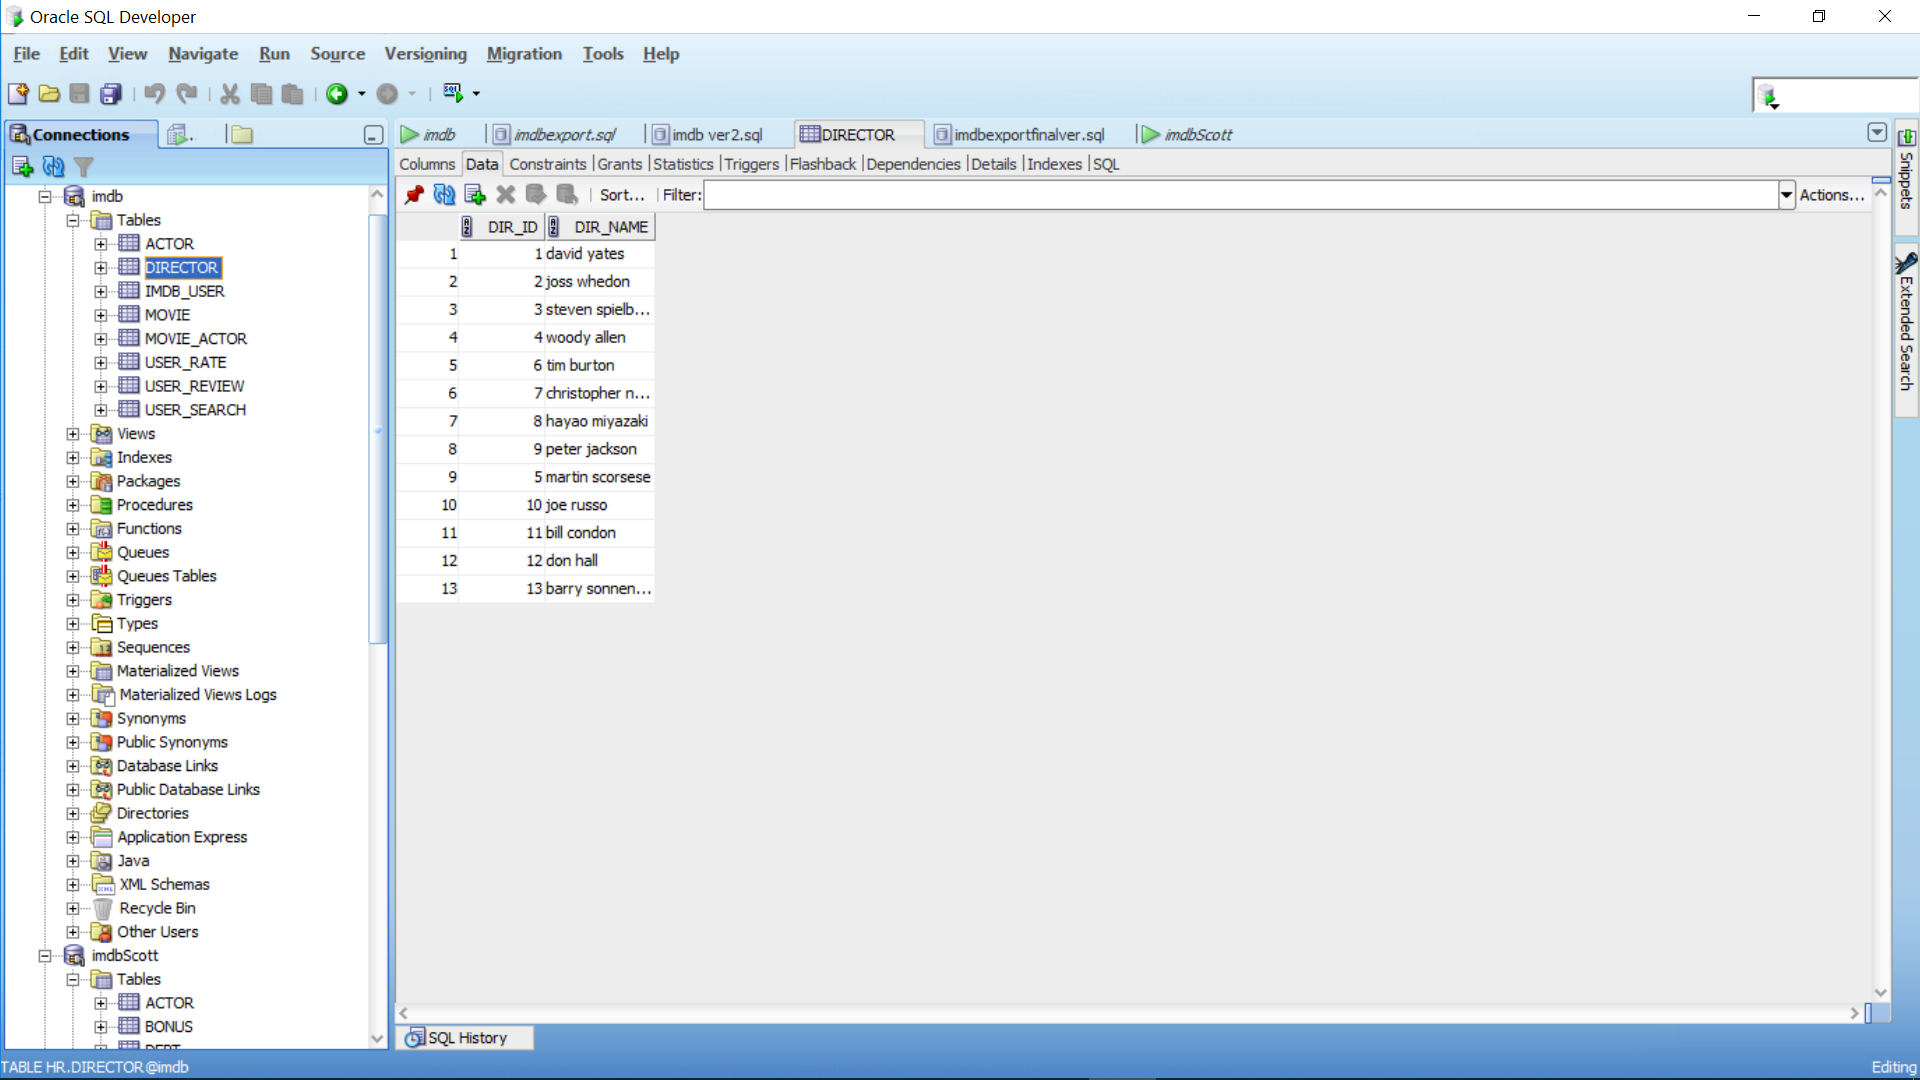 Oracle SQL Developer
File Edit View Navigate Run Source Versioning Migration Tools Help
Connections
imdb
Tables
ACTOR
DIRECTOR
IMDB_USER
MOVIE
MOVIE_ACTOR
USER_RATE
USER_REVIEW
USER_SEARCH
Views
Indexes
Packages
Procedures
Functions
Queues
Queues Tables
Triggers
Types
Sequences
Materialized Views
Materialized Views Logs
Synonyms
Public Synonyms
Database Links
Public Database Links
Directories
Application Express
Java
XML Schemas
Recycle Bin
Other Users
imdbScott
Tables
ACTOR
BONUS
DEPT
imdb imdbexport.sql imdb ver2.sql DIRECTOR imdbexportfinalver.sql imdbScott
Columns Data Constraints Grants Statistics Triggers Flashback Dependencies Details Indexes SQL
Sort... Filter: Actions...
DIR_ID DIR_NAME
1 1 david yates
2 2 joss whedon
3 3 steven spielb...
4 4 woody allen
5 6 tim burton
6 7 christopher n...
7 8 hayao miyazaki
8 9 peter jackson
9 5 martin scorsese
10 10 joe russo
11 11 bill condon
12 12 don hall
13 13 barry sonnen...
Snippets
Extended Search
SQL History
TABLE HR.DIRECTOR@imdb
Editing